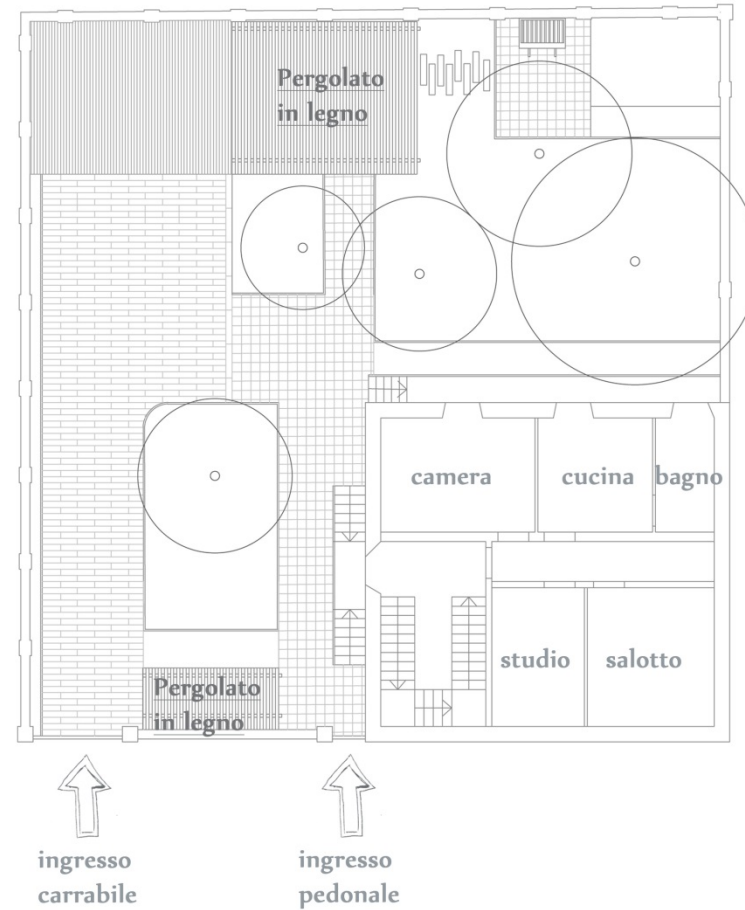 Pergolato
in legno
camera
cucina
bagno
studio
salotto
Pergolato
in legno
ingresso
carrabile
ingresso
pedonale